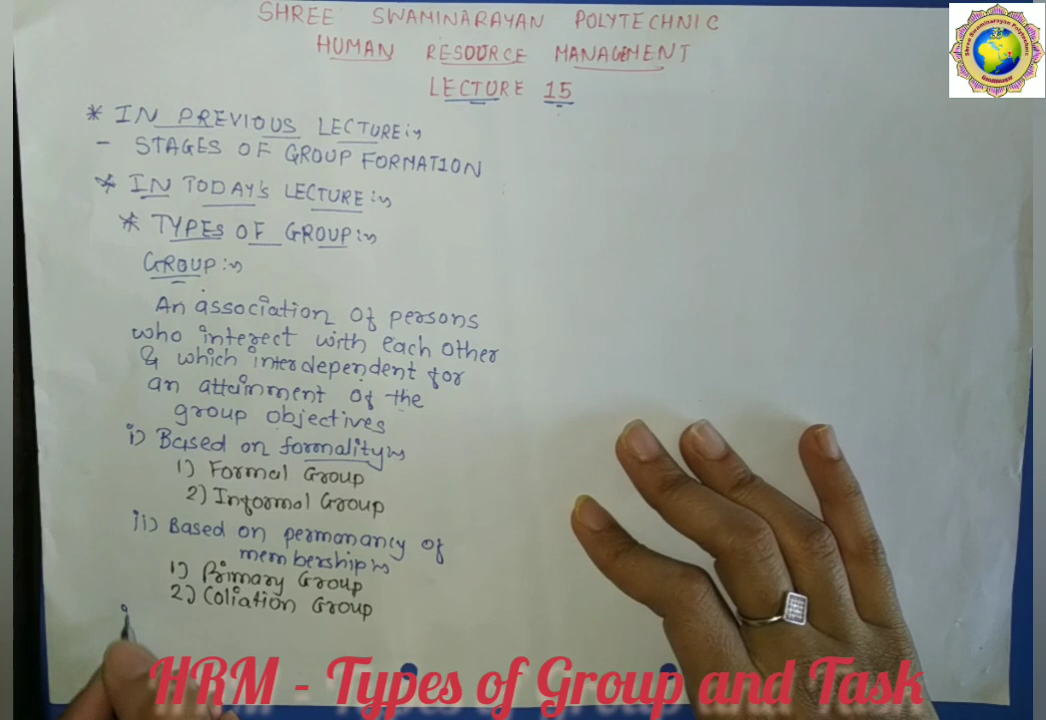 SHREE SWAMINARAYAN POLYTECHNIC
HUMAN RESOURCE MANAGEMENT
LECTURE 15
* IN PREVIOUS LECTURE:~
- STAGES OF GROUP FORMATION
* IN TODAY'S LECTURE:~
* TYPES OF GROUP:~
GROUP:~
An association of persons
who interect with each other
& which interdependent for
an attainment of the
group objectives
i) Based on formality~
1) Formal Group
2) Informal Group
ii) Based on permanancy of
membership~
1) Primary Group
2) Coliation Group
HRM - Types of Group and Task
Shree Swaminarayan Polytechnic